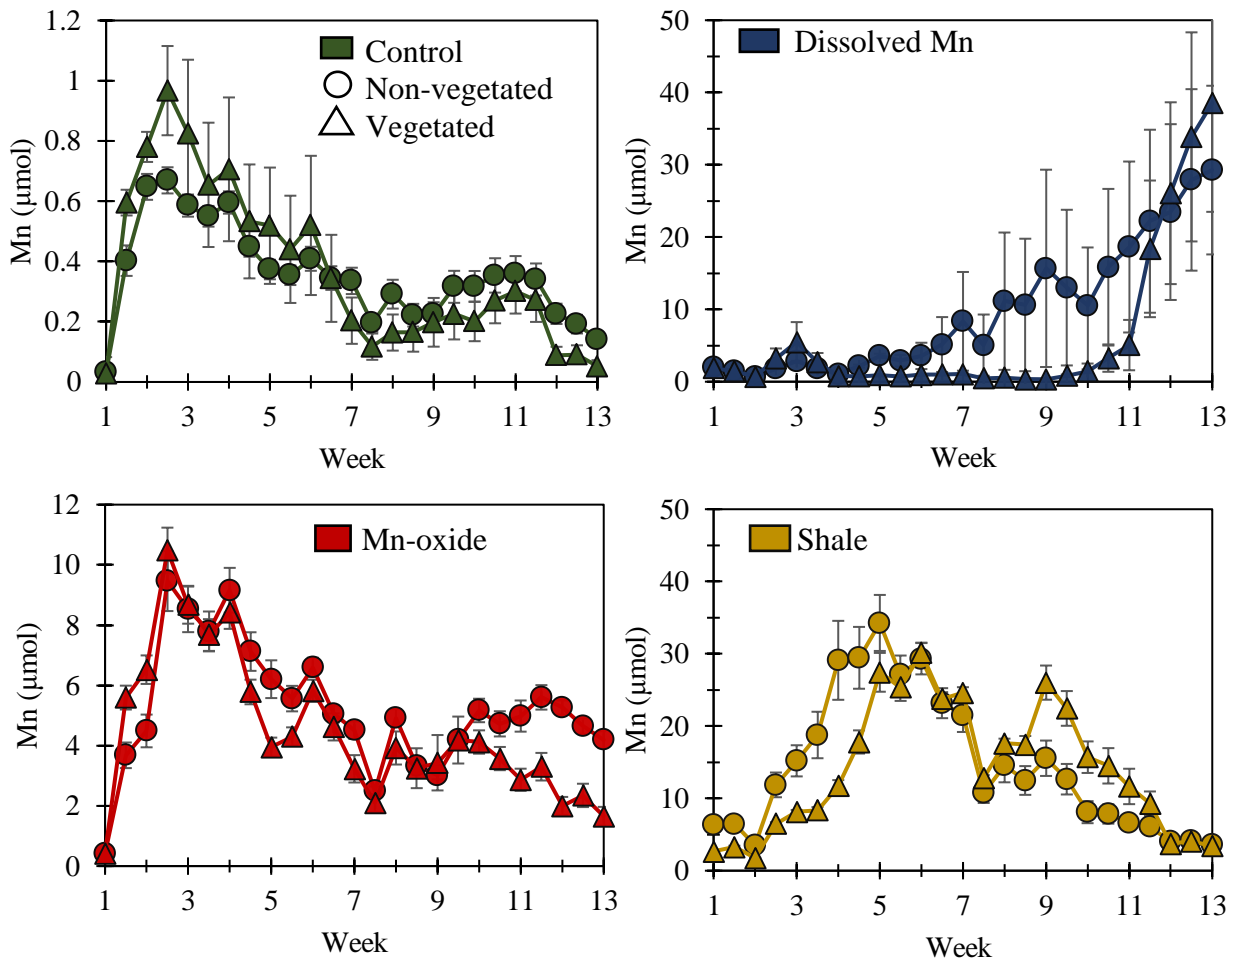 1.2
1
0.8
0.6
0.4
0.2
0
Mn (µmol)
Control
Non-vegetated
Vegetated
1 3 5 7 9 11 13
Week
50
40
30
20
10
0
Mn (µmol)
Dissolved Mn
1 3 5 7 9 11 13
Week
12
10
8
6
4
2
0
Mn (µmol)
Mn-oxide
1 3 5 7 9 11 13
Week
50
40
30
20
10
0
Mn (µmol)
Shale
1 3 5 7 9 11 13
Week